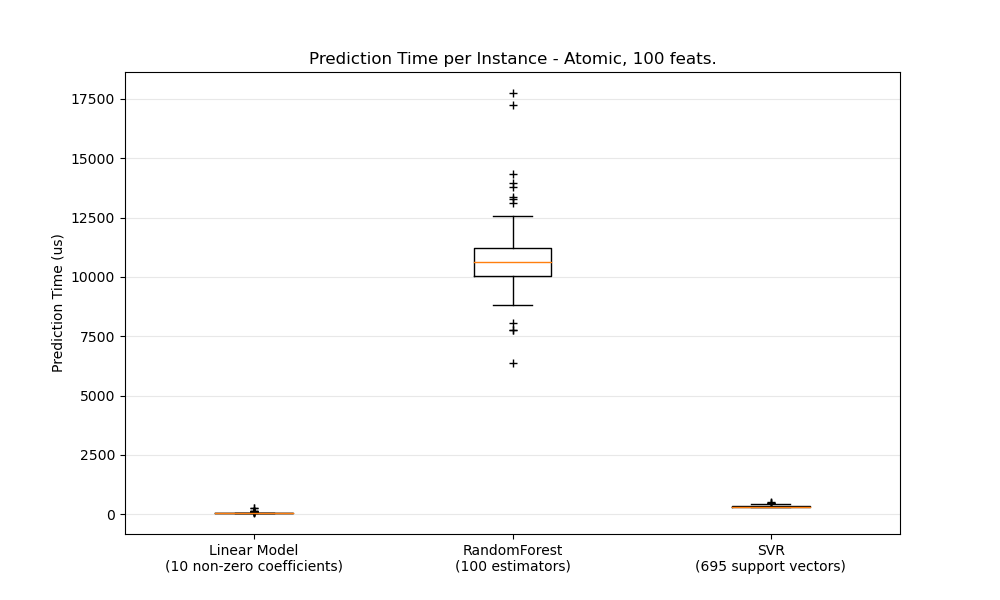 Prediction Time per Instance - Atomic, 100 feats.
Prediction Time (us)
17500
15000
12500
10000
7500
5000
2500
0
Linear Model
(10 non-zero coefficients)
RandomForest
(100 estimators)
SVR
(695 support vectors)